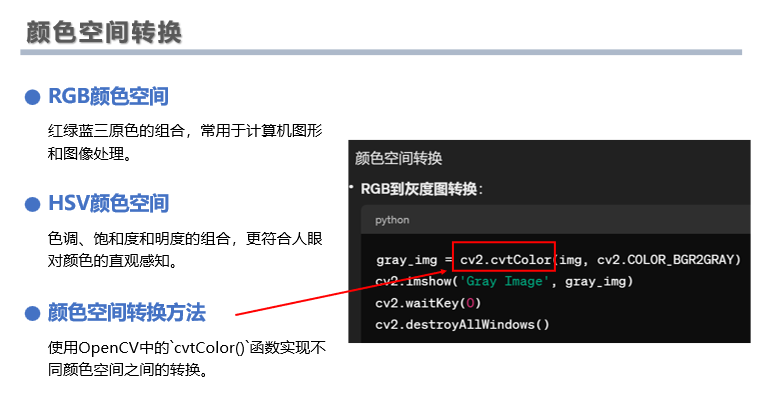 颜色空间转换
RGB颜色空间
红绿蓝三原色的组合，常用于计算机图形
和图像处理。
HSV颜色空间
色调、饱和度和明度的组合，更符合人眼
对颜色的直观感知。
颜色空间转换方法
使用OpenCV中的`cvtColor()`函数实现不
同颜色空间之间的转换。
颜色空间转换
• RGB到灰度图转换：
python
gray_img = cv2.cvtColor(img, cv2.COLOR_BGR2GRAY)
cv2.imshow('Gray Image', gray_img)
cv2.waitKey(0)
cv2.destroyAllWindows()